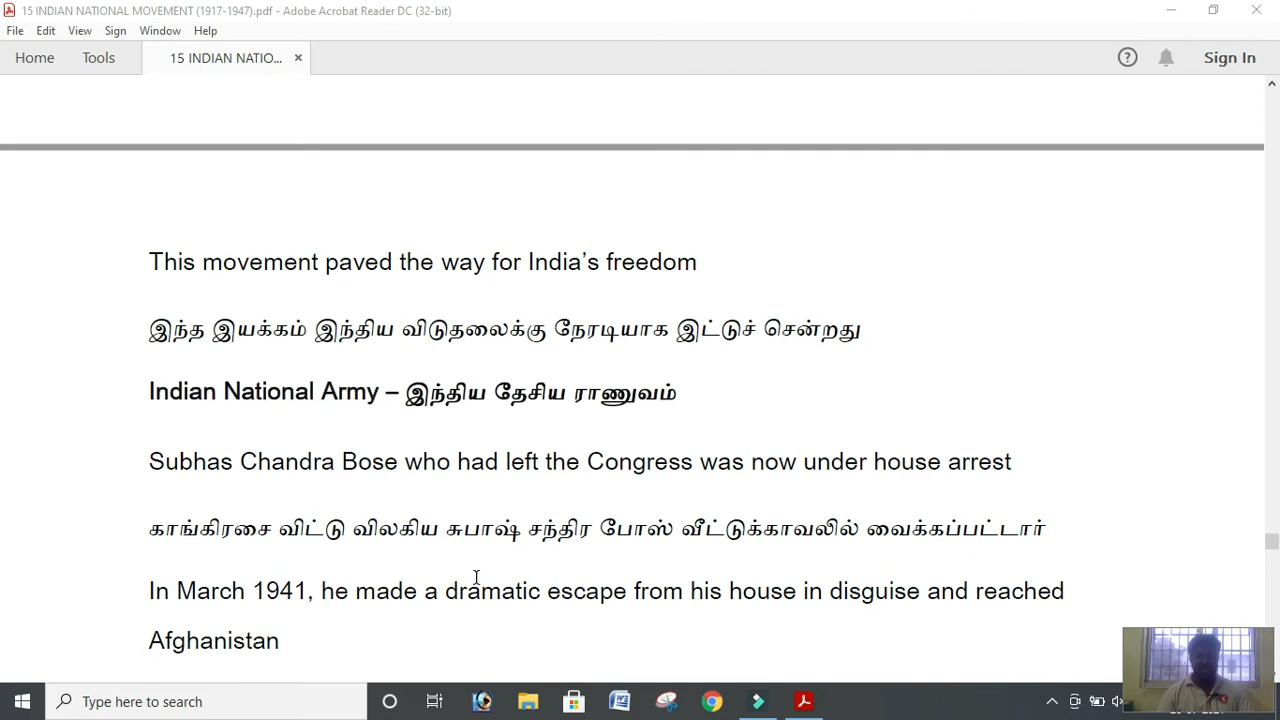 15 INDIAN NATIONAL MOVEMENT (1917-1947).pdf - Adobe Acrobat Reader DC (32-bit)
File Edit View Sign Window Help
Home Tools 15 INDIAN NATIO... × Sign In
This movement paved the way for India’s freedom
இந்த இயக்கம் இந்திய விடுதலைக்கு நேரடியாக இட்டுச் சென்றது
Indian National Army – இந்திய தேசிய ராணுவம்
Subhas Chandra Bose who had left the Congress was now under house arrest
காங்கிரசை விட்டு விலகிய சுபாஷ் சந்திர போஸ் வீட்டுக்காவலில் வைக்கப்பட்டார்
In March 1941, he made a dramatic escape from his house in disguise and reached
Afghanistan
Type here to search